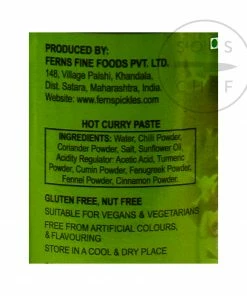 SOUS
CHEF
PRODUCED BY:
FERNS FINE FOODS PVT. LTD.
148, Village Palshi, Khandala,
Dist. Satara, Maharashtra, India.
Website: www.fernspickles.com
HOT CURRY PASTE
INGREDIENTS: Water, Chilli Powder,
Coriander Powder, Salt, Sunflower Oil,
Acidity Regulator: Acetic Acid, Turmeric
Powder, Cumin Powder, Fenugreek Powder,
Fennel Powder, Cinnamon Powder.
GLUTEN FREE, NUT FREE
SUITABLE FOR VEGANS & VEGETARIANS
FREE FROM ARTIFICIAL COLOURS,
& FLAVOURING
STORE IN A COOL & DRY PLACE